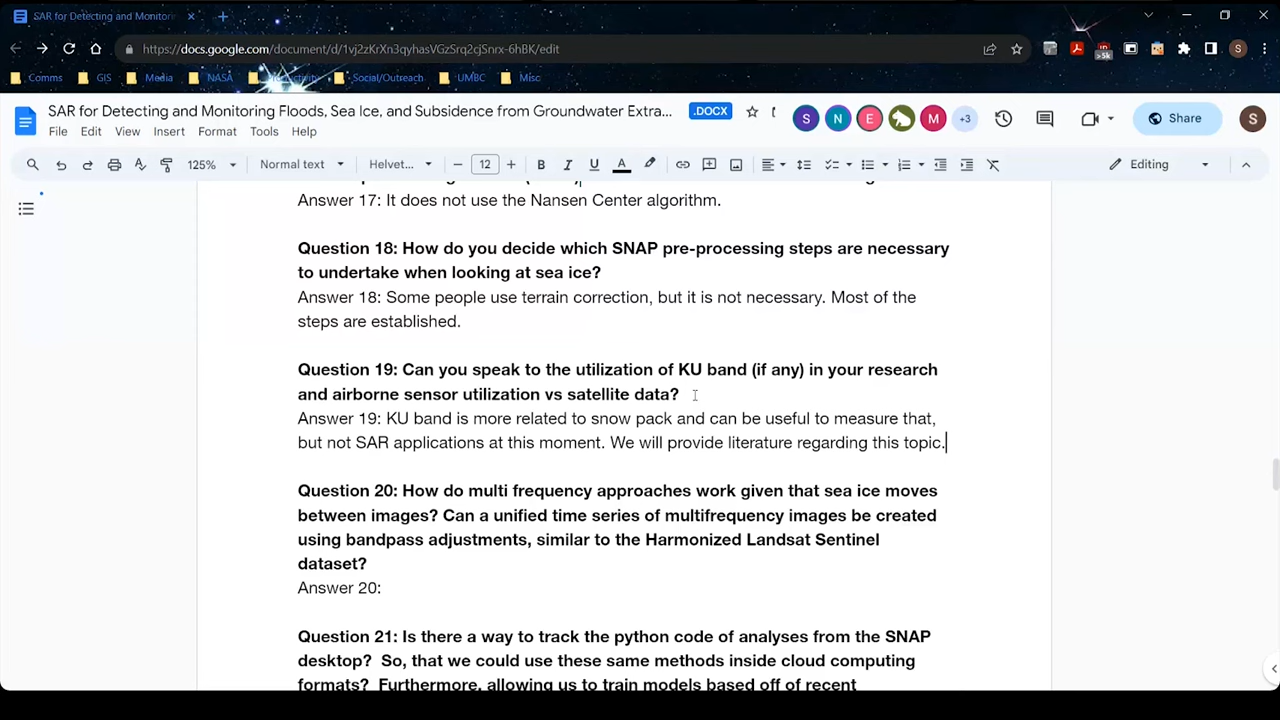 SAR for Detecting and Monitorin
https://docs.google.com/document/d/1vj2zKrXn3qyhasVGzSrq2cjSnrx-6hBK/edit
>5k
S
Comms GIS Media NASA Social/Outreach UMBC Misc
SAR for Detecting and Monitoring Floods, Sea Ice, and Subsidence from Groundwater Extra... .DOCX
S N E M +3 Share S
File Edit View Insert Format Tools Help
125% Normal text Helvet... 12 Editing
Answer 17: It does not use the Nansen Center algorithm.
Question 18: How do you decide which SNAP pre-processing steps are necessary
to undertake when looking at sea ice?
Answer 18: Some people use terrain correction, but it is not necessary. Most of the
steps are established.
Question 19: Can you speak to the utilization of KU band (if any) in your research
and airborne sensor utilization vs satellite data?
Answer 19: KU band is more related to snow pack and can be useful to measure that,
but not SAR applications at this moment. We will provide literature regarding this topic.
Question 20: How do multi frequency approaches work given that sea ice moves
between images? Can a unified time series of multifrequency images be created
using bandpass adjustments, similar to the Harmonized Landsat Sentinel
dataset?
Answer 20:
Question 21: Is there a way to track the python code of analyses from the SNAP
desktop? So, that we could use these same methods inside cloud computing
formats? Furthermore, allowing us to train models based off of recent